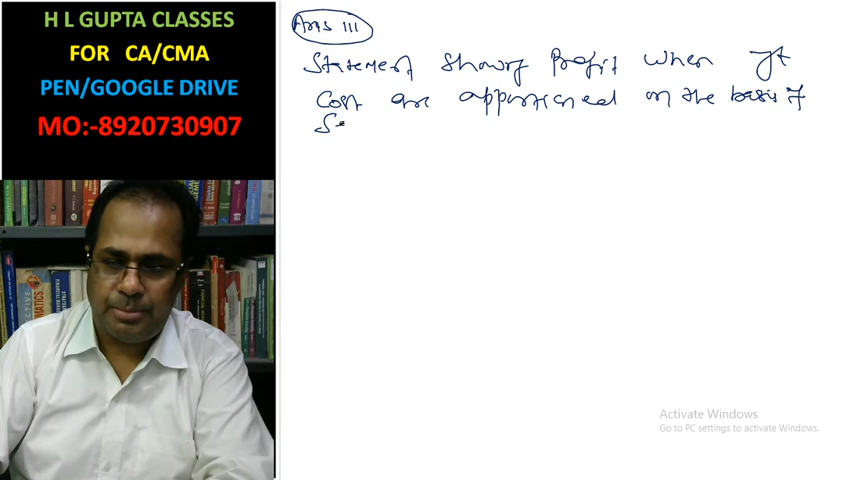 H L GUPTA CLASSES
FOR CA/CMA
PEN/GOOGLE DRIVE
MO:-8920730907
Ans III
Statement showing Profit when Jt
Cost are apportioned on the basis of
Activate Windows
Go to PC settings to activate Windows.